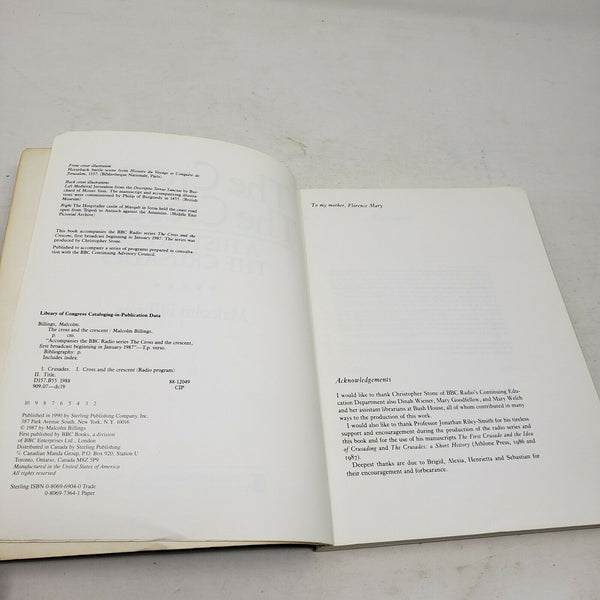 Front cover illustration
Horseback battle scene from Histoire du Voyage et Conquête de
Jerusalem, 1337. (Bibliotheque Nationale, Paris)
Back cover illustrations
Left Medieval Jerusalem from the Descriptio Terrae Sanctae by Bur-
chard of Mount Sion. The manuscript and accompanying illustra-
tions were commissioned by Philip of Burgundy in 1455. (British
Museum)
Right The Hospitaller castle of Marqab in Syria held the coast road
open from Tripoli to Antioch against the Assassins. (Middle East
Pictorial Archive)
This book accompanies the BBC Radio series The Cross and the
Crescent, first broadcast beginning in January 1987. The series was
produced by Christopher Stone.
Published to accompany a series of programs prepared in consulta-
tion with the BBC Continuing Advisory Council.
Library of Congress Cataloging-in-Publication Data
Billings, Malcolm.
The cross and the crescent / Malcolm Billings.
p. cm.
"Accompanies the BBC Radio series The Cross and the crescent,
first broadcast beginning in January 1987"—T.p. verso.
Bibliography: p.
Includes index.
1. Crusades. I. Cross and the crescent (Radio program)
II. Title.
D157.B55 1988 88-12049
909.07—dc19 CIP
10 9 8 7 6 5 4 3 2
Published in 1990 by Sterling Publishing Company, Inc.
387 Park Avenue South, New York, N.Y. 10016
© 1987 by Malcolm Billings
First published by BBC Books, a division
of BBC Enterprises Ltd., London
Distributed in Canada by Sterling Publishing
% Canadian Manda Group, P.O. Box 920, Station U
Toronto, Ontario, Canada M8Z 5P9
Manufactured in the United States of America
All rights reserved
Sterling ISBN 0-8069-6904-0 Trade
0-8069-7364-1 Paper
To my mother, Florence Mary
Acknowledgements
I would like to thank Christopher Stone of BBC Radio's Continuing Edu-
cation Department also Dinah Wiener, Mary Goodfellow, and Mary Welch
and her assistant librarians at Bush House, all of whom contributed in many
ways to the production of this work.
I would also like to thank Professor Jonathan Riley-Smith for his tireless
support and encouragement during the production of the radio series and
this book and for the use of his manuscripts The First Crusade and the Idea
of Crusading and The Crusades: a Short History (Athlone Press, 1986 and
1987).
Deepest thanks are due to Brigid, Alexia, Henrietta and Sebastian for
their encouragement and forbearance.